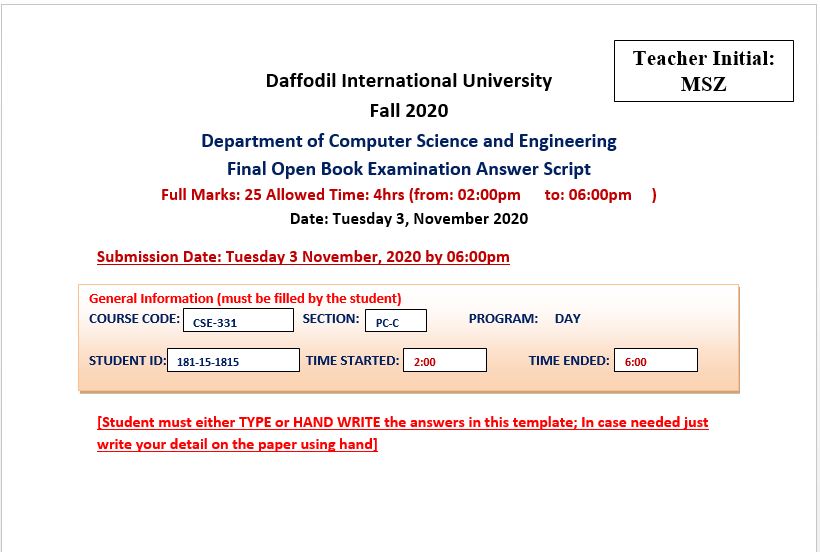 Teacher Initial:
MSZ
Daffodil International University
Fall 2020
Department of Computer Science and Engineering
Final Open Book Examination Answer Script
Full Marks: 25 Allowed Time: 4hrs (from: 02:00pm to: 06:00pm )
Date: Tuesday 3, November 2020
Submission Date: Tuesday 3 November, 2020 by 06:00pm
General Information (must be filled by the student)
COURSE CODE: CSE-331 SECTION: PC-C PROGRAM: DAY
STUDENT ID: 181-15-1815 TIME STARTED: 2:00 TIME ENDED: 6:00
[Student must either TYPE or HAND WRITE the answers in this template; In case needed just
write your detail on the paper using hand]